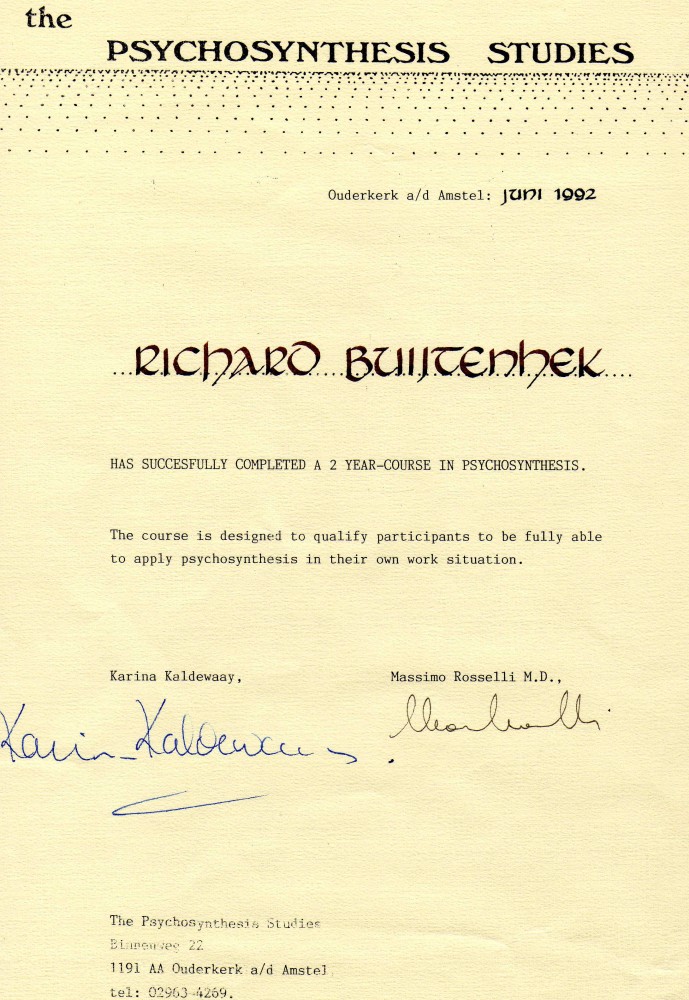 the
PSYCHOSYNTHESIS STUDIES
Ouderkerk a/d Amstel: JUNI 1992
...RICHARD BUIJTENHEK...
HAS SUCCESFULLY COMPLETED A 2 YEAR-COURSE IN PSYCHOSYNTHESIS.
The course is designed to qualify participants to be fully able
to apply psychosynthesis in their own work situation.
Karina Kaldewaay, Massimo Rosselli M.D.,
Karin Kaldeway
The Psychosynthesis Studies
Binnenweg 22
1191 AA Ouderkerk a/d Amstel
tel: 02963-4269.